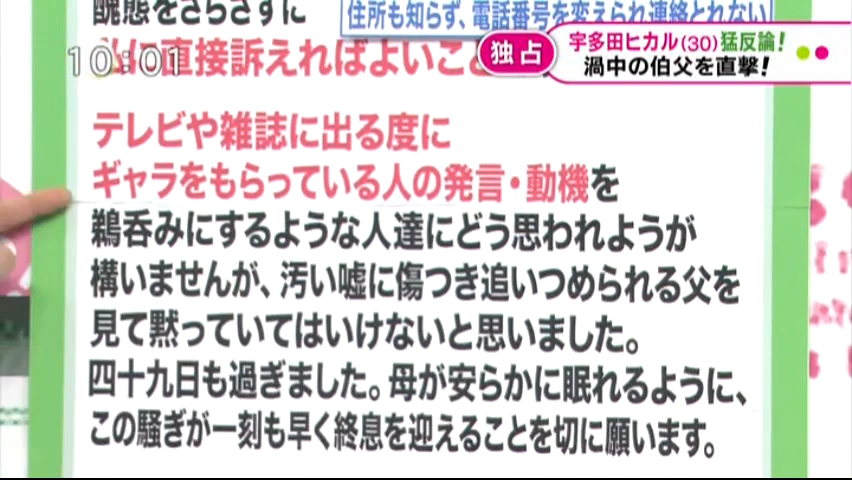 醜態をさらさずに
住所も知らず、電話番号を変えられ連絡とれない
10:01
に直接訴えればよいこと
独占
宇多田ヒカル(30)猛反論!
渦中の伯父を直撃!
テレビや雑誌に出る度に
ギャラをもらっている人の発言・動機を
鵜呑みにするような人達にどう思われようが
構いませんが、汚い嘘に傷つき追いつめられる父を
見て黙っていてはいけないと思いました。
四十九日も過ぎました。母が安らかに眠れるように、
この騒ぎが一刻も早く終息を迎えることを切に願います。